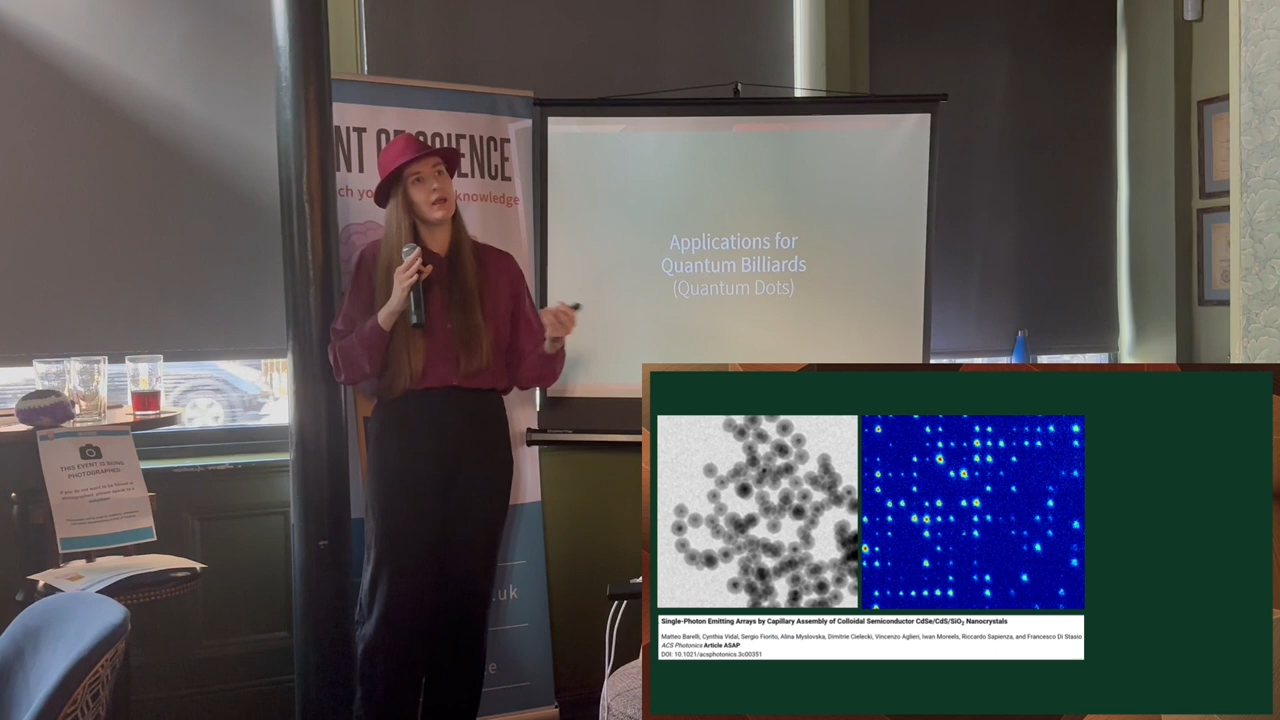 NT OF SCIENCE
ch yo knowledge
Applications for
Quantum Billiards
(Quantum Dots)
THIS EVENT IS BEING
PHOTOGRAPHED
.uk
Single-Photon Emitting Arrays by Capillary Assembly of Colloidal Semiconductor CdSe/CdS/SiO₂ Nanocrystals
Matteo Barelli, Cynthia Vidal, Sergio Fiorito, Alina Myslovska, Dimitrie Cielecki, Vincenzo Aglieri, Iwan Moreels, Riccardo Sapienza, and Francesco Di Stasio
ACS Photonics Article ASAP
DOI: 10.1021/acsphotonics.3c00351